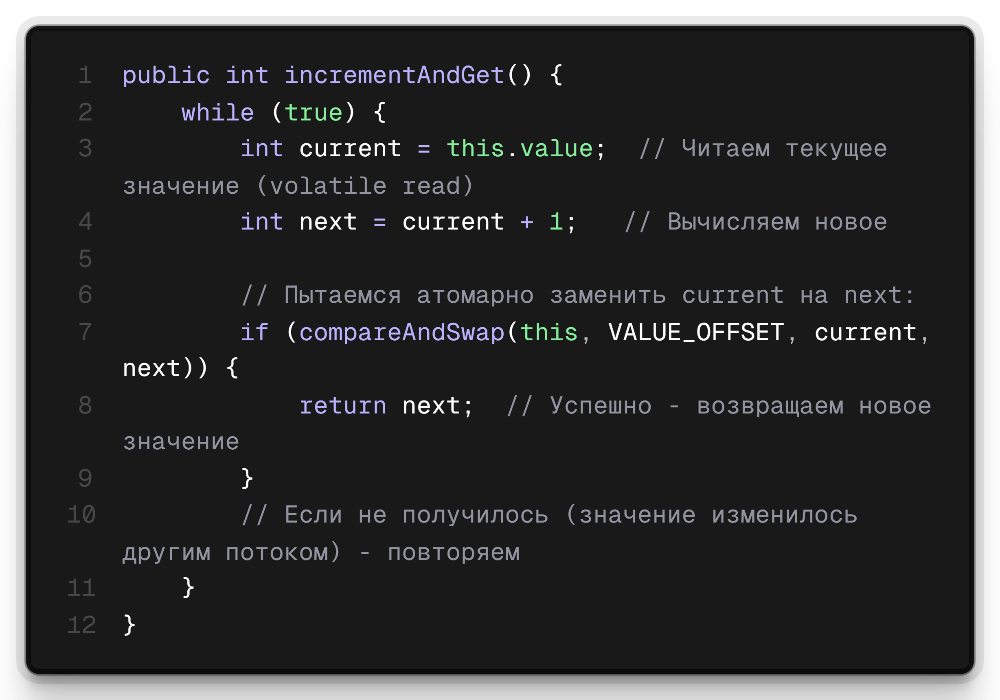 1 public int incrementAndGet() {
2     while (true) {
3         int current = this.value;  // Читаем текущее
значение (volatile read)
4         int next = current + 1;   // Вычисляем новое
5
6         // Пытаемся атомарно заменить current на next:
7         if (compareAndSwap(this, VALUE_OFFSET, current,
next)) {
8             return next;  // Успешно - возвращаем новое
значение
9         }
10         // Если не получилось (значение изменилось
другим потоком) - повторяем
11     }
12 }